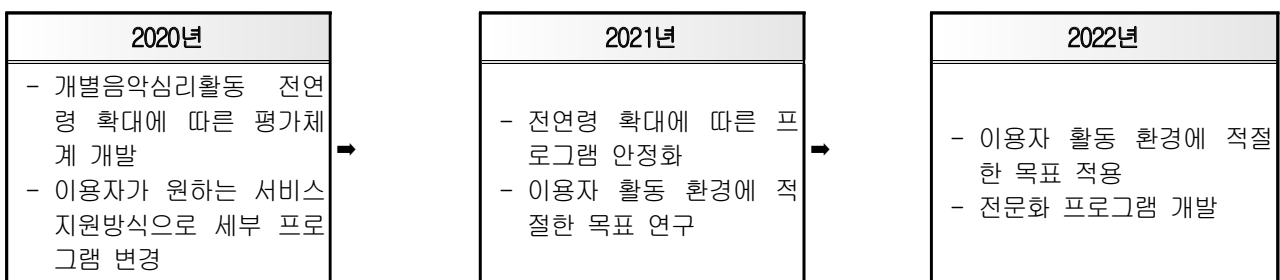 2020년
- 개별음악심리활동 전연
령 확대에 따른 평가체
계 개발
- 이용자가 원하는 서비스
지원방식으로 세부 프로
그램 변경
➡
2021년
- 전연령 확대에 따른 프
로그램 안정화
- 이용자 활동 환경에 적
절한 목표 연구
➡
2022년
- 이용자 활동 환경에 적절
한 목표 적용
- 전문화 프로그램 개발